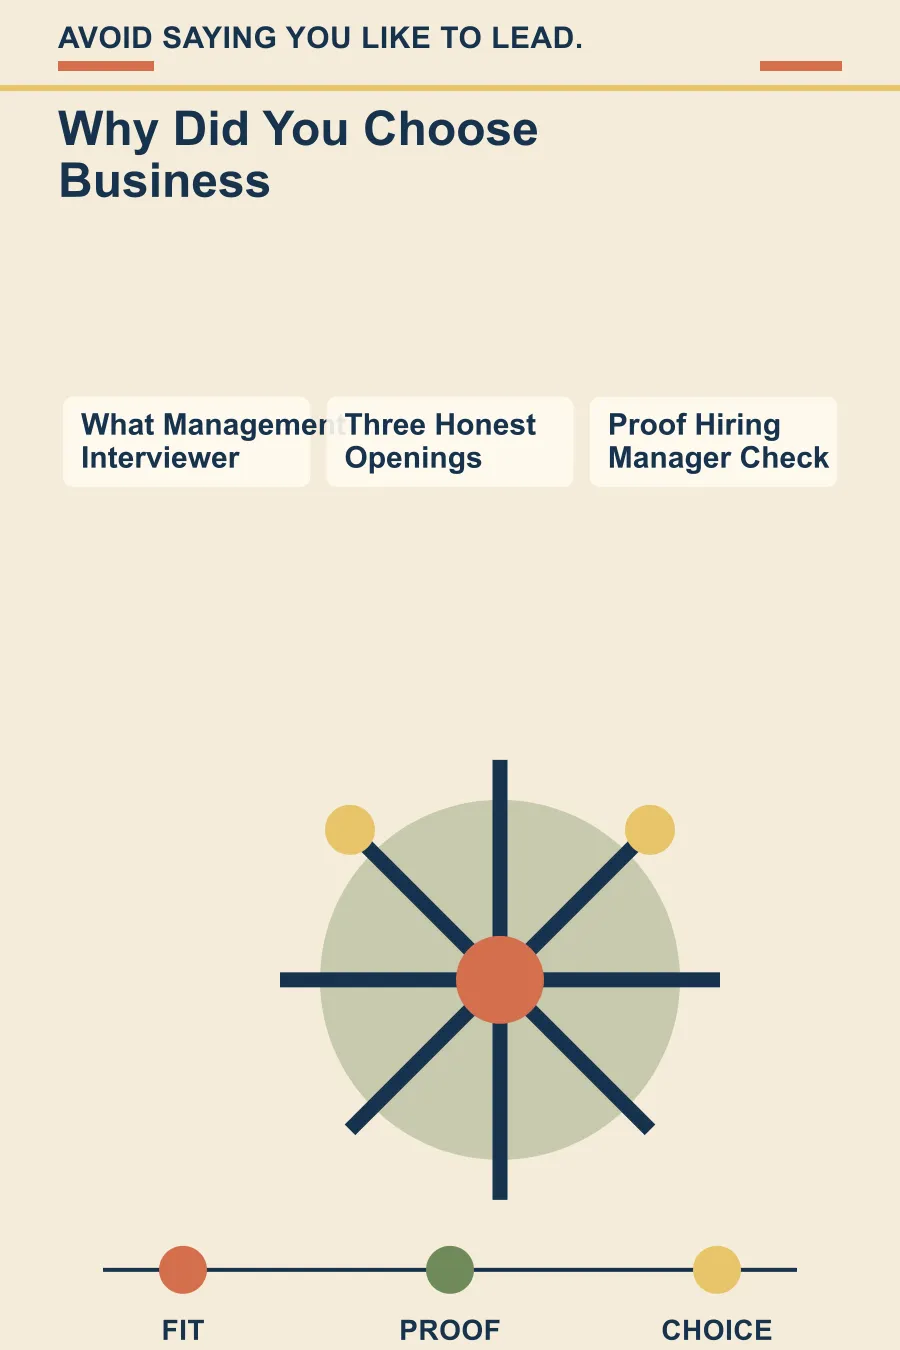 AVOID SAYING YOU LIKE TO LEAD.
Why Did You Choose
Business
What Management
Interviewer
Three Honest
Openings
Proof Hiring
Manager Check
FIT
PROOF
CHOICE